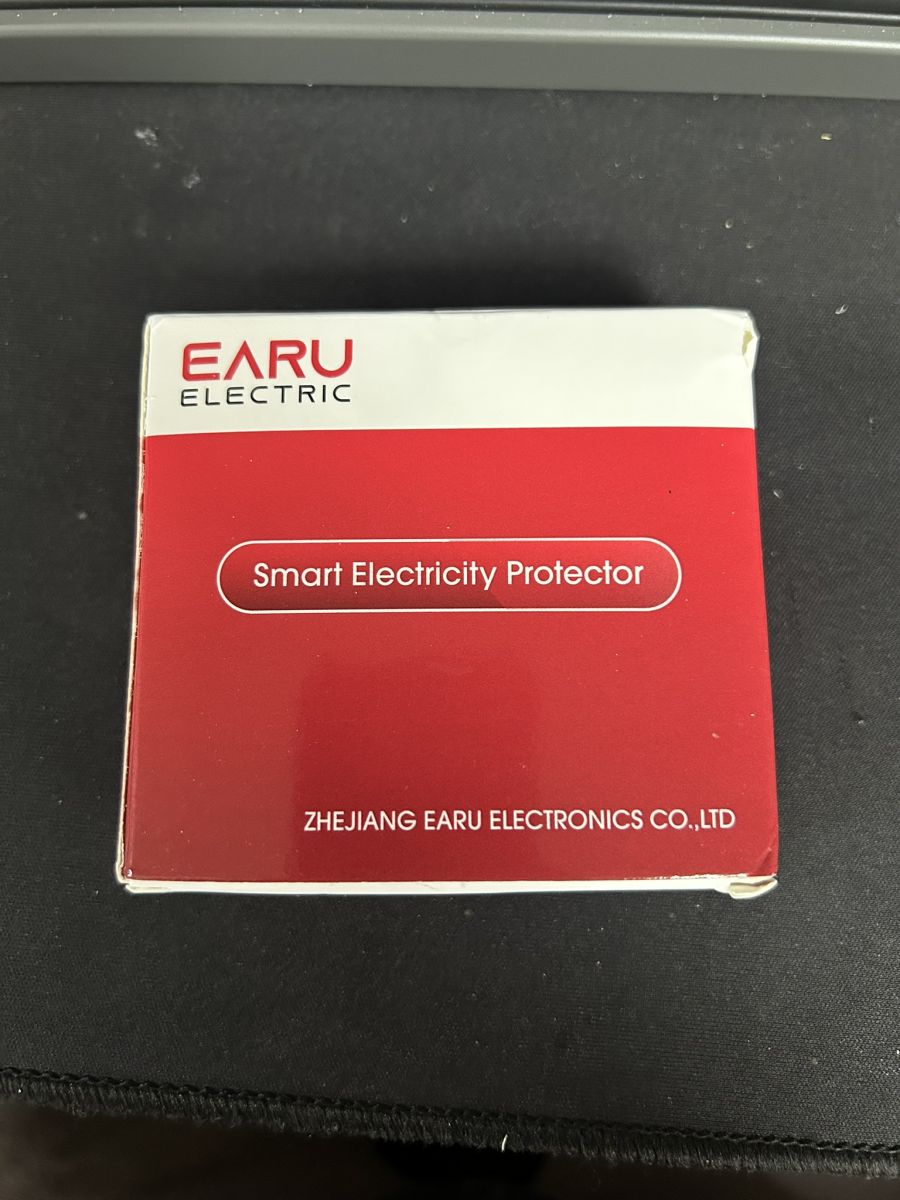 EARU
ELECTRIC
Smart Electricity Protector
ZHEJIANG EARU ELECTRONICS CO.,LTD